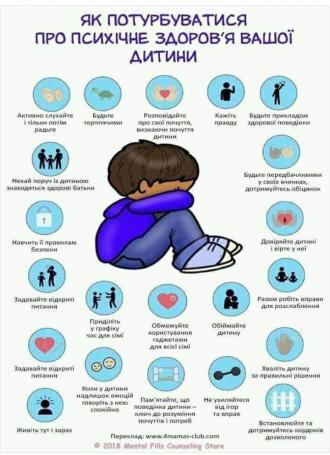 ЯК ПОТУРБУВАТИСЯ
ПРО ПСИХІЧНЕ ЗДОРОВ'Я ВАШОЇ
ДИТИНИ
Активно слухайте
і тільки потім
радьте
Будьте
терплячими
Розповідайте
про свої почуття,
визнаючи почуття
дитини
Кажіть
правду
Будьте прикладом
здорової поведінки
Нехай поруч із дитиною
знаходяться здорові батьки
Будьте передбачливими
у своїх вчинках,
дотримуйтесь обіцянок
Навчить її правилам
безпеки
Довіряйте дитині
і вірте у неї
Задавайте відкриті
питання
Приділіть
у графіку
час для сім'ї
Обмежуйте
користування
гаджетами
для всієї сім'ї
Обіймайте
дитину
Разом робіть вправи
для розслаблення
Задавайте відкриті
питання
Коли у дитини
надлишок емоцій
говоріть з нею
спокійно
Пам'ятайте, що
поведінка дитини –
ключ до розуміння
почуттів і потреб
Не ухиляйтеся
від ігор
та вправ
Хваліть дитину
за правильні рішення
Живіть тут і зараз
Встановлюйте та
дотримуйтесь кордонів
дозволеного
Переклад: www.4mamas-club.com
© 2018 Mental Fills Counseling Store